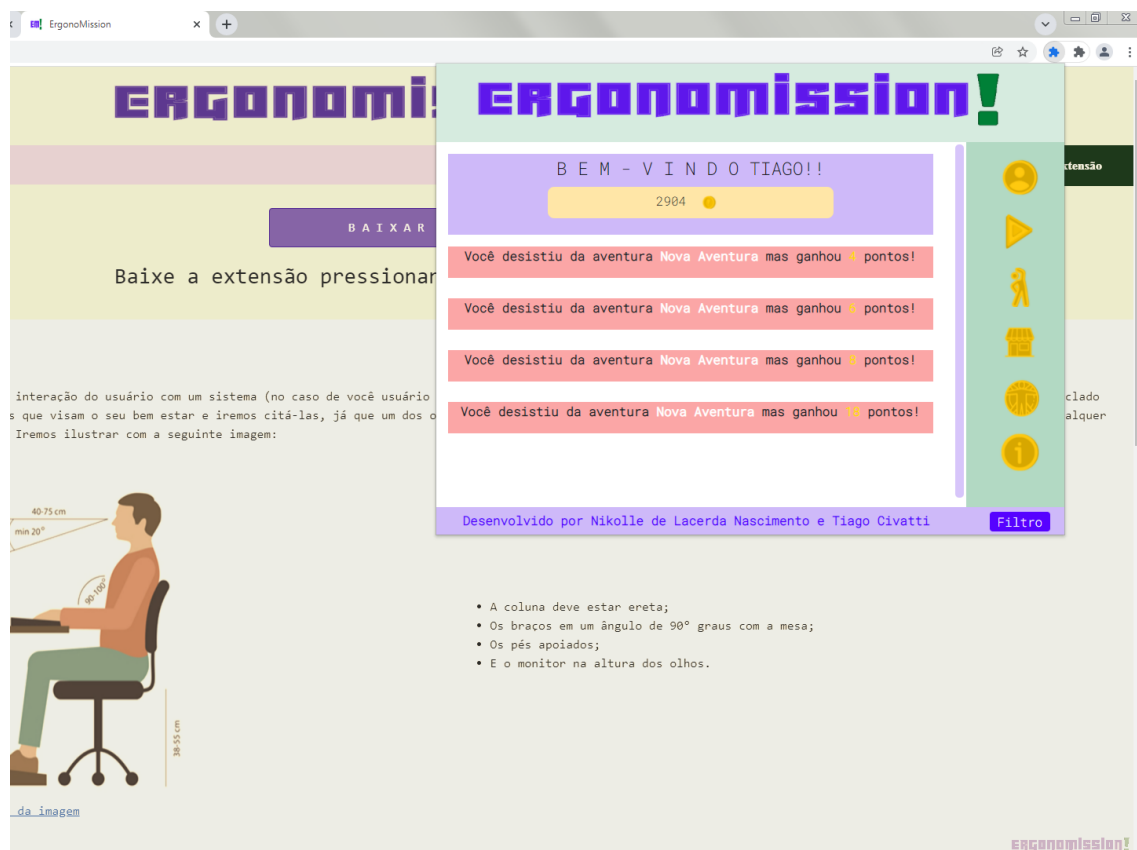 ErgonoMission
ERGONOMI
ERGONOMISSION!
xtensão
BEM-VINDO TIAGO!!
2904
BAIXAR
Você desistiu da aventura Nova Aventura mas ganhou 4 pontos!
Baixe a extensão pressionar
Você desistiu da aventura Nova Aventura mas ganhou 6 pontos!
Você desistiu da aventura Nova Aventura mas ganhou 8 pontos!
Você desistiu da aventura Nova Aventura mas ganhou 10 pontos!
interação do usuário com um sistema (no caso de você usuário
clado
s que visam o seu bem estar e iremos citá-las, já que um dos o
alquer
Iremos ilustrar com a seguinte imagem:
Desenvolvido por Nikolle de Lacerda Nascimento e Tiago Civatti
Filtro
40-75 cm
min 20°
90-100°
38-55 cm
• A coluna deve estar ereta;
• Os braços em um ângulo de 90° graus com a mesa;
• Os pés apoiados;
• E o monitor na altura dos olhos.
da imagem
ERGONOMISSION!